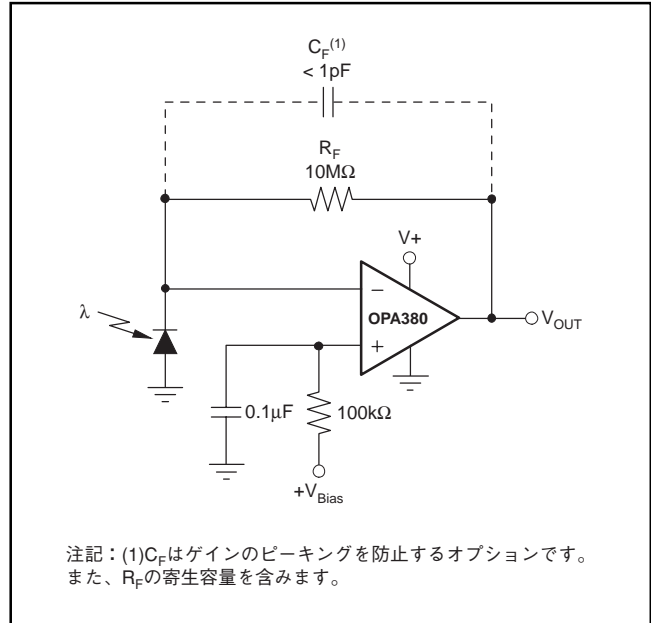 C_F(1)
< 1pF
R_F
10MΩ
V+
λ
−
OPA380
+
V_OUT
0.1µF
100kΩ
+V_Bias
注記：(1)C_Fはゲインのピーキングを防止するオプションです。
また、R_Fの寄生容量を含みます。